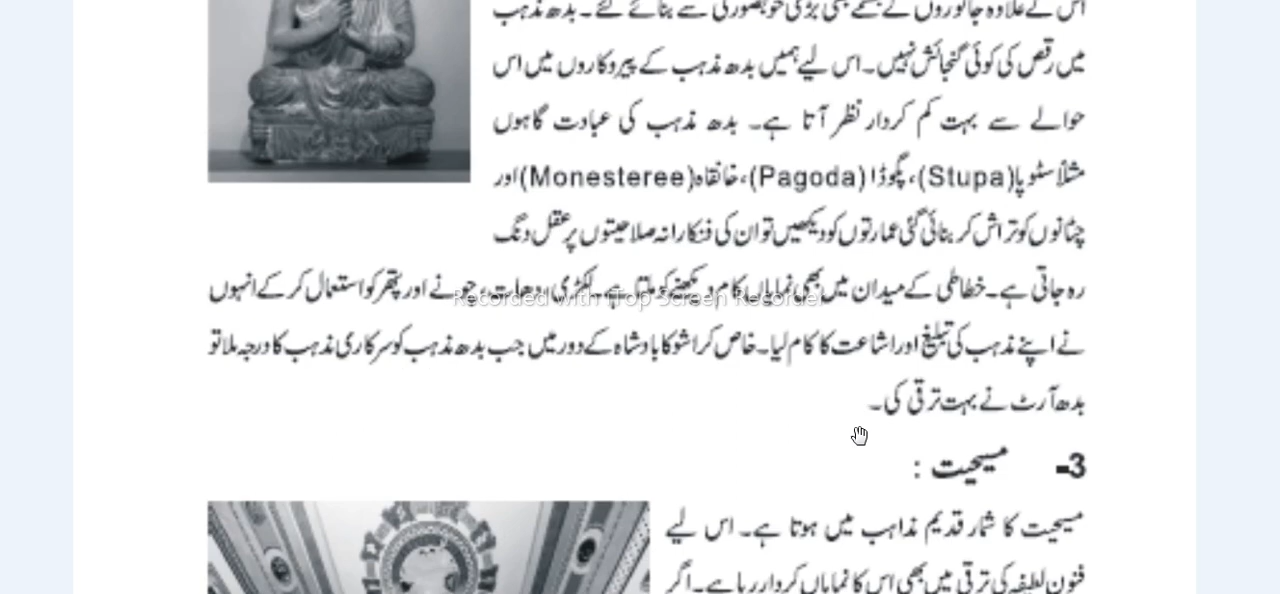 اس کے علاوہ جانوروں کے مجسمے بھی بڑی خوبصورتی سے بنائے گئے۔ بدھ مذہب
میں رقص کی کوئی گنجائش نہیں۔ اس لیے ہمیں بدھ مذہب کے پیروکاروں میں اس
حوالے سے بہت کم کردار نظر آتا ہے۔ بدھ مذہب کی عبادت گاہوں
مثلاً سٹوپا(Stupa)، پگوڈا (Pagoda)، خانقاہ(Monesteree) اور
چٹانوں کو تراش کر بنائی گئی عمارتوں کو دیکھیں تو ان کی فنکارانہ صلاحیتوں پر عقل دنگ
رہ جاتی ہے۔ خطاطی کے میدان میں بھی نمایاں کام دیکھنے کو ملتا ہے۔ لکڑی، دھات، چونے اور پتھر کو استعمال کر کے انہوں
Recorded with iTop Screen Recorder
نے اپنے مذہب کی تبلیغ اور اشاعت کا کام لیا۔ خاص کر اشوکا بادشاہ کے دور میں جب بدھ مذہب کو سرکاری مذہب کا درجہ ملا تو
بدھ آرٹ نے بہت ترقی کی۔
3- مسیحیت :
مسیحیت کا شمار قدیم مذاہب میں ہوتا ہے۔ اس لیے
فنون لطیفہ کی ترقی میں بھی اس کا نمایاں کردار رہا ہے۔ اگر